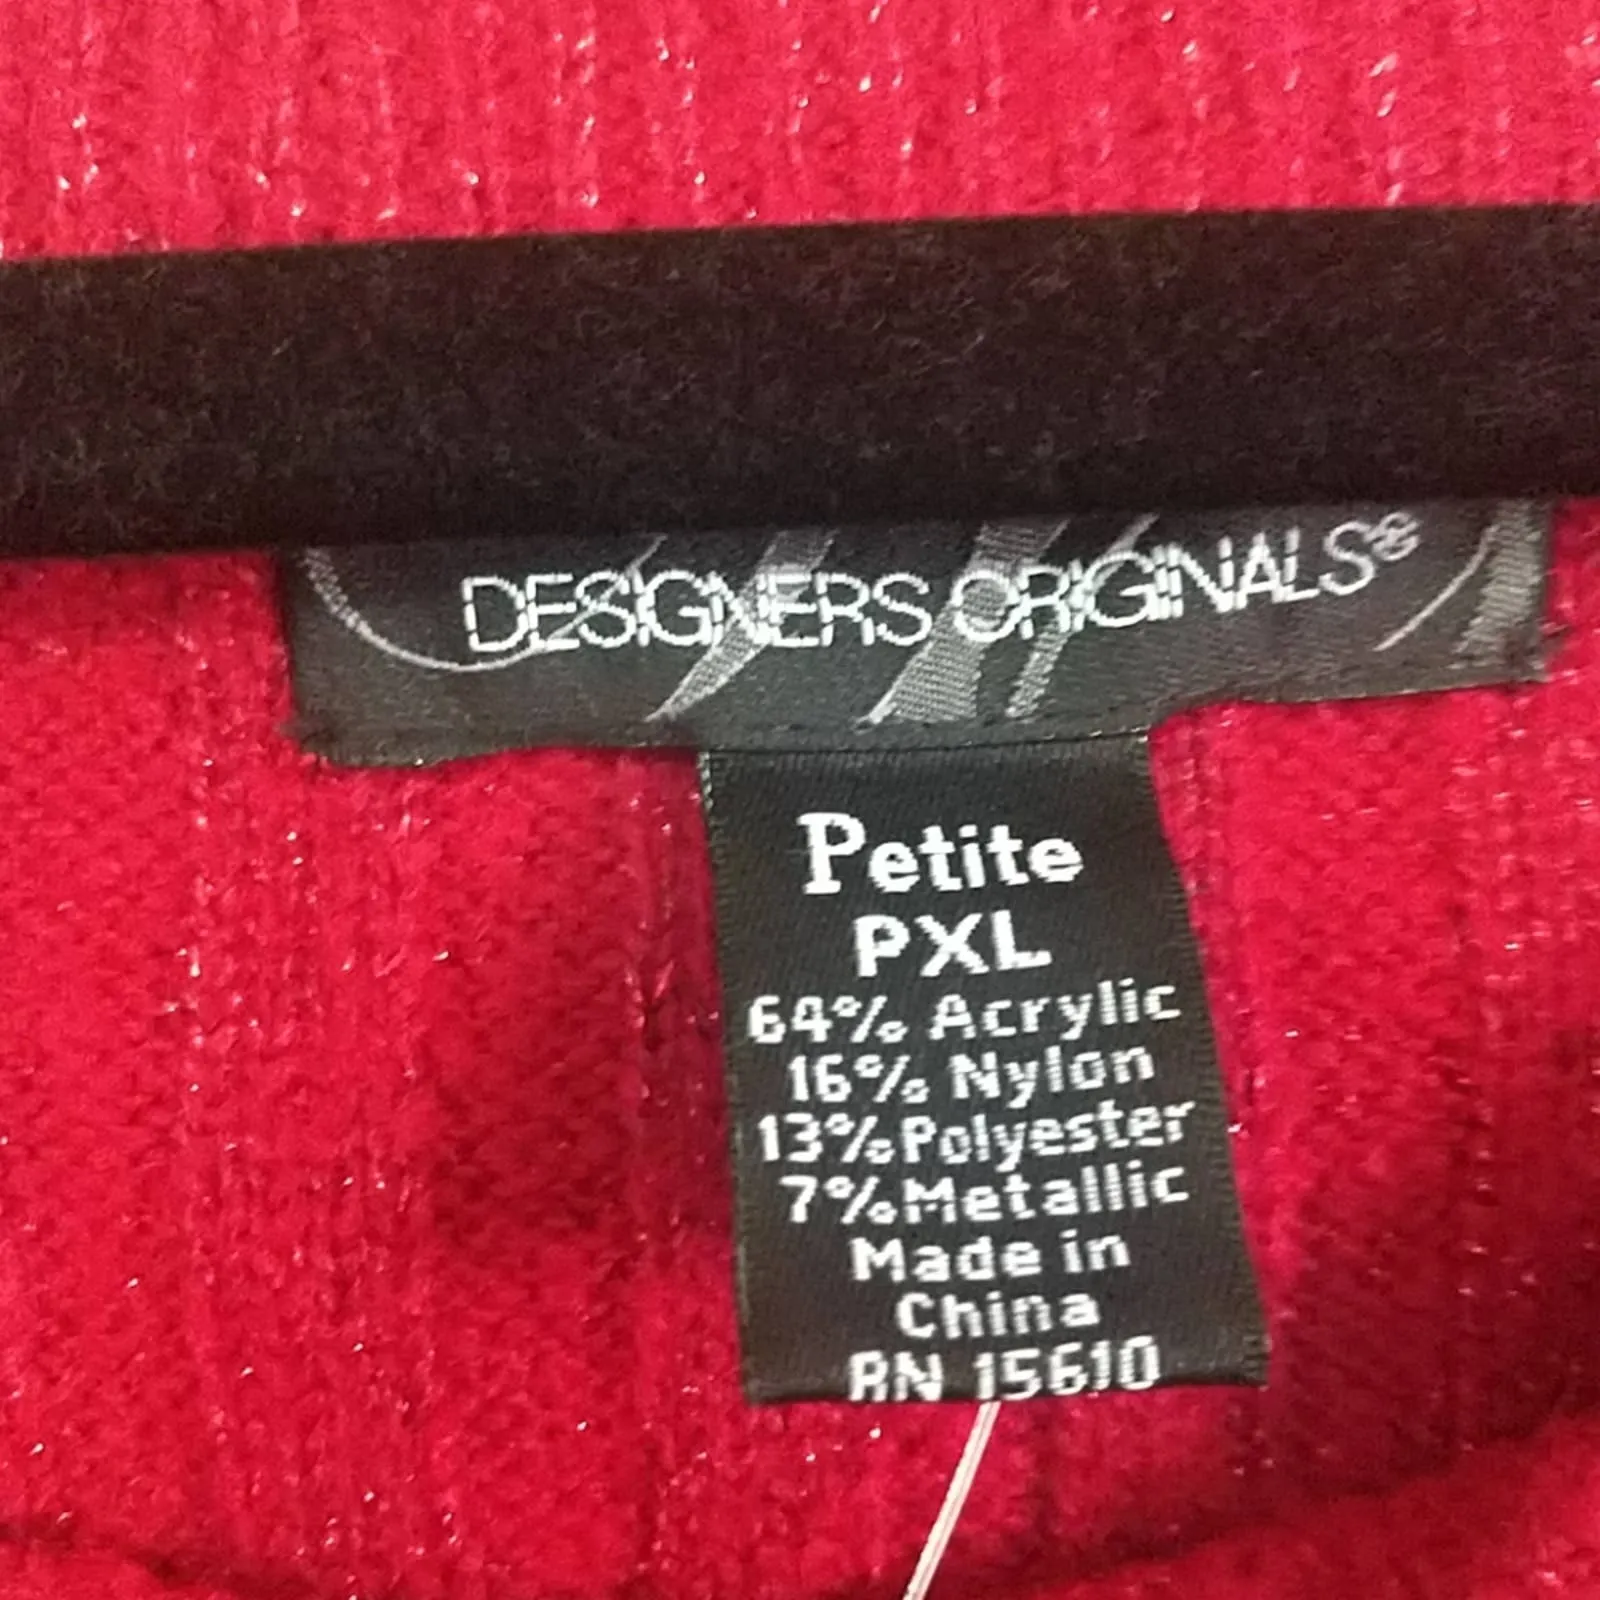 DESIGNERS ORIGINALS®
Petite
PXL
64% Acrylic
16% Nylon
13% Polyester
7% Metallic
Made in
China
RN 15610